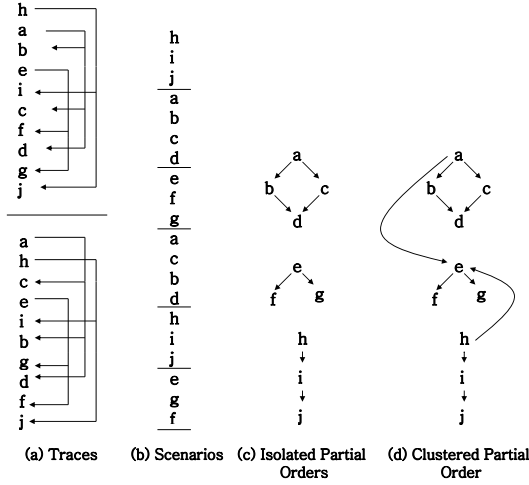 h
a
b
e
i
c
f
d
g
j
a
h
c
e
i
b
g
d
f
j
(a) Traces
h
i
j
a
b
c
d
e
f
g
a
c
b
d
h
i
j
e
g
f
(b) Scenarios
a
b c
d
e
f g
h
i
j
(c) Isolated Partial
Orders
a
b c
d
e
f g
h
i
j
(d) Clustered Partial
Order